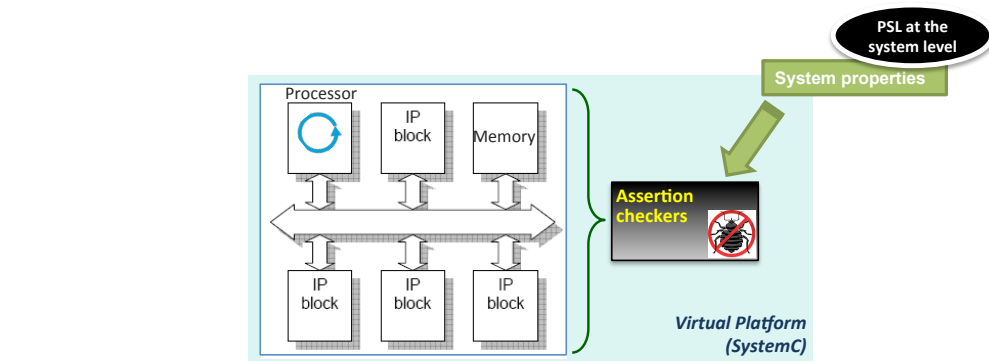 PSL at the
system level
System properties
Processor
IP
block
Memory
Assertion
checkers
IP
block
IP
block
IP
block
Virtual Platform
(SystemC)